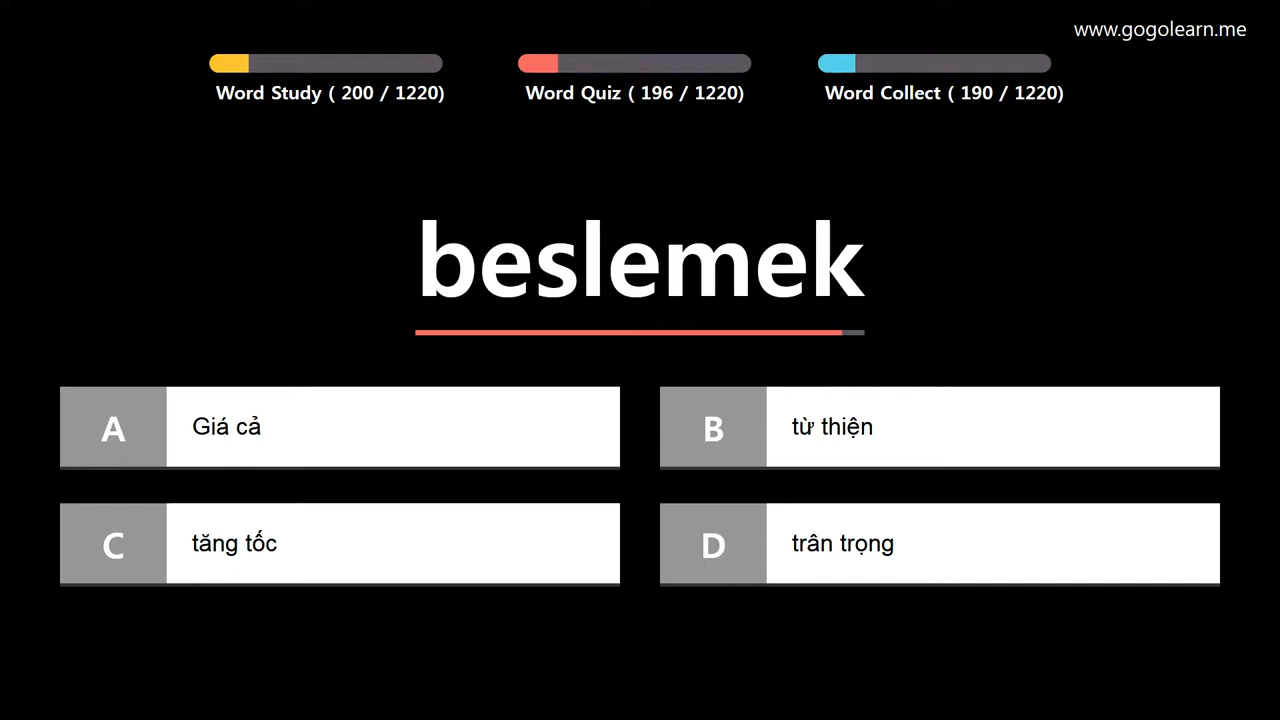 www.gogolearn.me
Word Study ( 200 / 1220)
Word Quiz ( 196 / 1220)
Word Collect ( 190 / 1220)
beslemek
A Giá cả
B từ thiện
C tăng tốc
D trân trọng